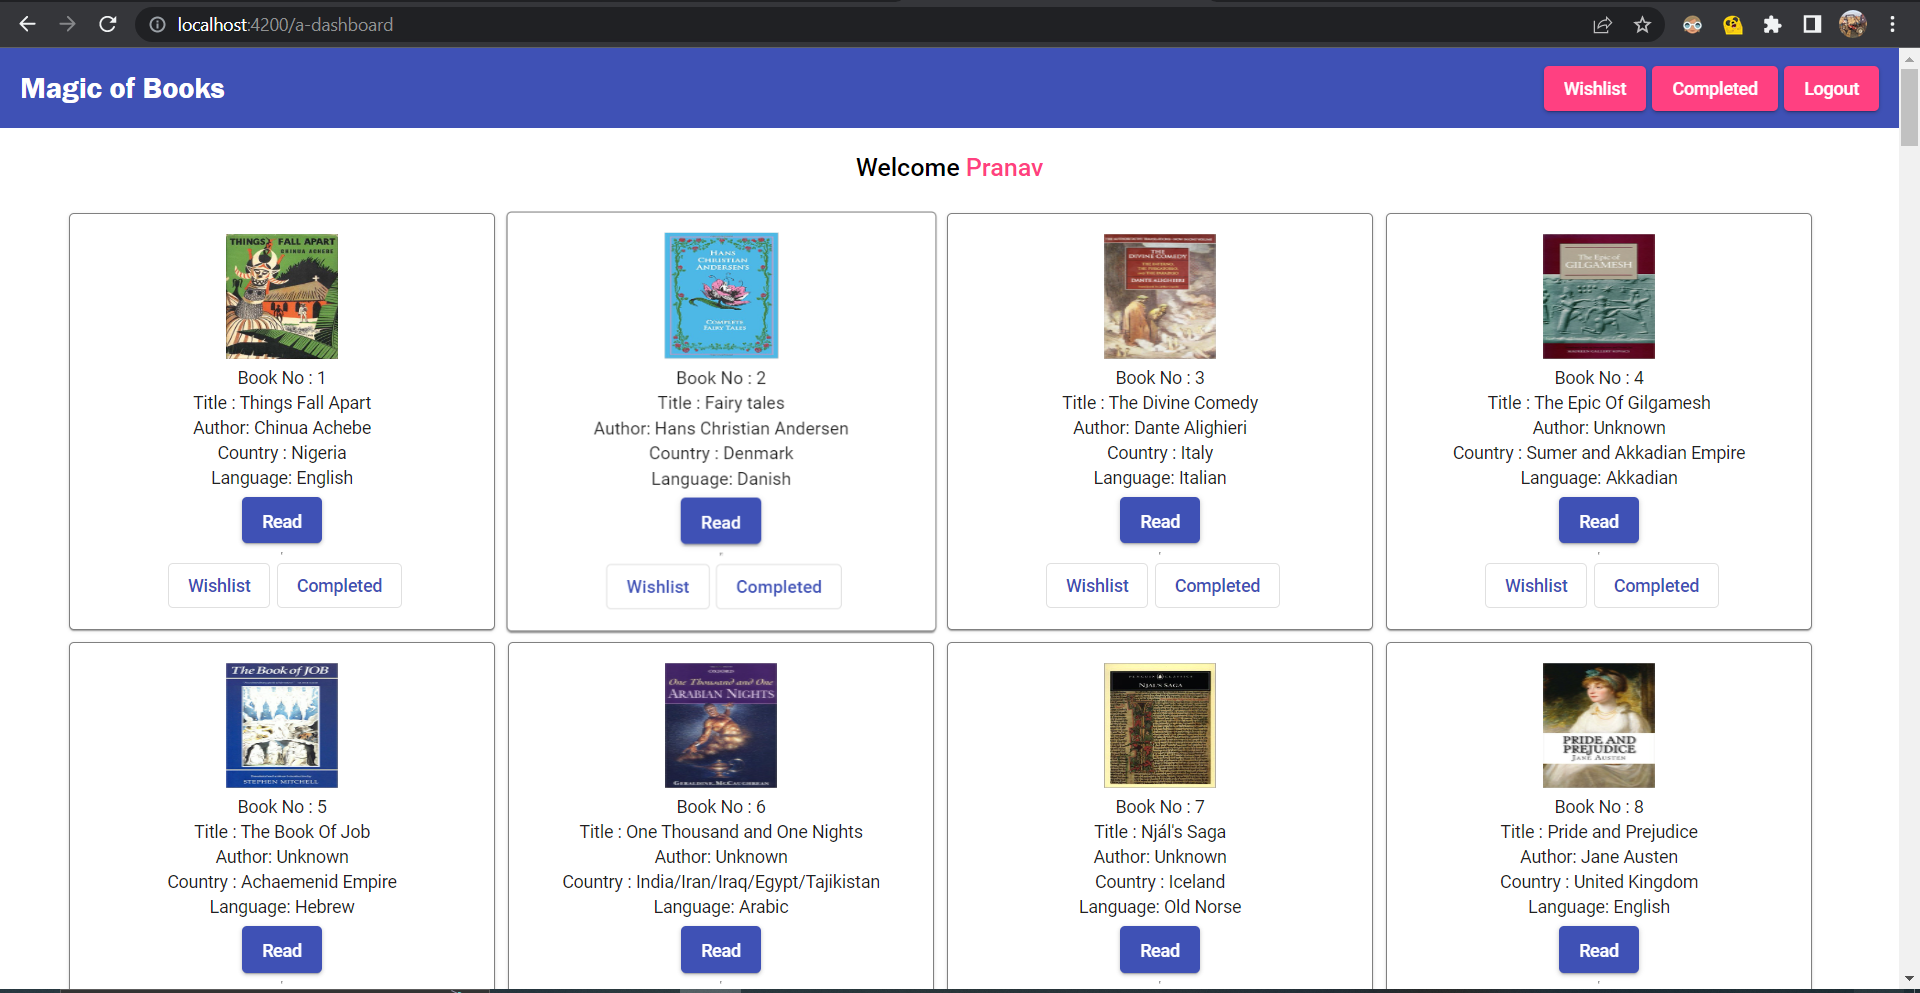 localhost:4200/a-dashboard
Magic of Books
Wishlist Completed Logout
Welcome Pranav
THINGS FALL APART
CHINUA ACHEBE
Book No : 1
Title : Things Fall Apart
Author: Chinua Achebe
Country : Nigeria
Language: English
Read
,
Wishlist Completed
HANS
CHRISTIAN
ANDERSEN'S
COMPLETE
FAIRY TALES
Book No : 2
Title : Fairy tales
Author: Hans Christian Andersen
Country : Denmark
Language: Danish
Read
,
Wishlist Completed
THE
DIVINE COMEDY
DANTE ALIGHIERI
Book No : 3
Title : The Divine Comedy
Author: Dante Alighieri
Country : Italy
Language: Italian
Read
,
Wishlist Completed
The Epic of
GILGAMESH
Book No : 4
Title : The Epic Of Gilgamesh
Author: Unknown
Country : Sumer and Akkadian Empire
Language: Akkadian
Read
,
Wishlist Completed
The Book of JOB
STEPHEN MITCHELL
Book No : 5
Title : The Book Of Job
Author: Unknown
Country : Achaemenid Empire
Language: Hebrew
Read
,
One Thousand and One
ARABIAN NIGHTS
GERALDINE McCAUGHREAN
Book No : 6
Title : One Thousand and One Nights
Author: Unknown
Country : India/Iran/Iraq/Egypt/Tajikistan
Language: Arabic
Read
,
NJAL'S SAGA
Book No : 7
Title : Njál's Saga
Author: Unknown
Country : Iceland
Language: Old Norse
Read
,
PRIDE AND
PREJUDICE
JANE AUSTEN
Book No : 8
Title : Pride and Prejudice
Author: Jane Austen
Country : United Kingdom
Language: English
Read
,